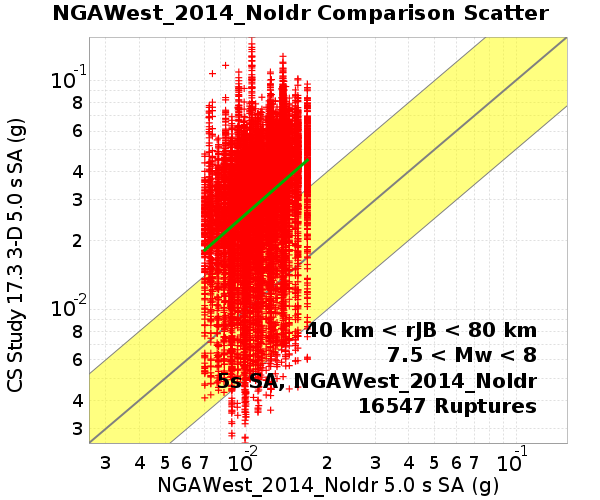 NGAWest_2014_NoIdr Comparison Scatter
CS Study 17.3 3-D 5.0 s SA (g)
10^-1
8
6
4
3
2
10^-2
8
6
4
3
40 km < rJB < 80 km
7.5 < Mw < 8
5s SA, NGAWest_2014_NoIdr
16547 Ruptures
3 4 5 6 7 10^-2 2 3 4 5 6 7 10^-1
NGAWest_2014_NoIdr 5.0 s SA (g)